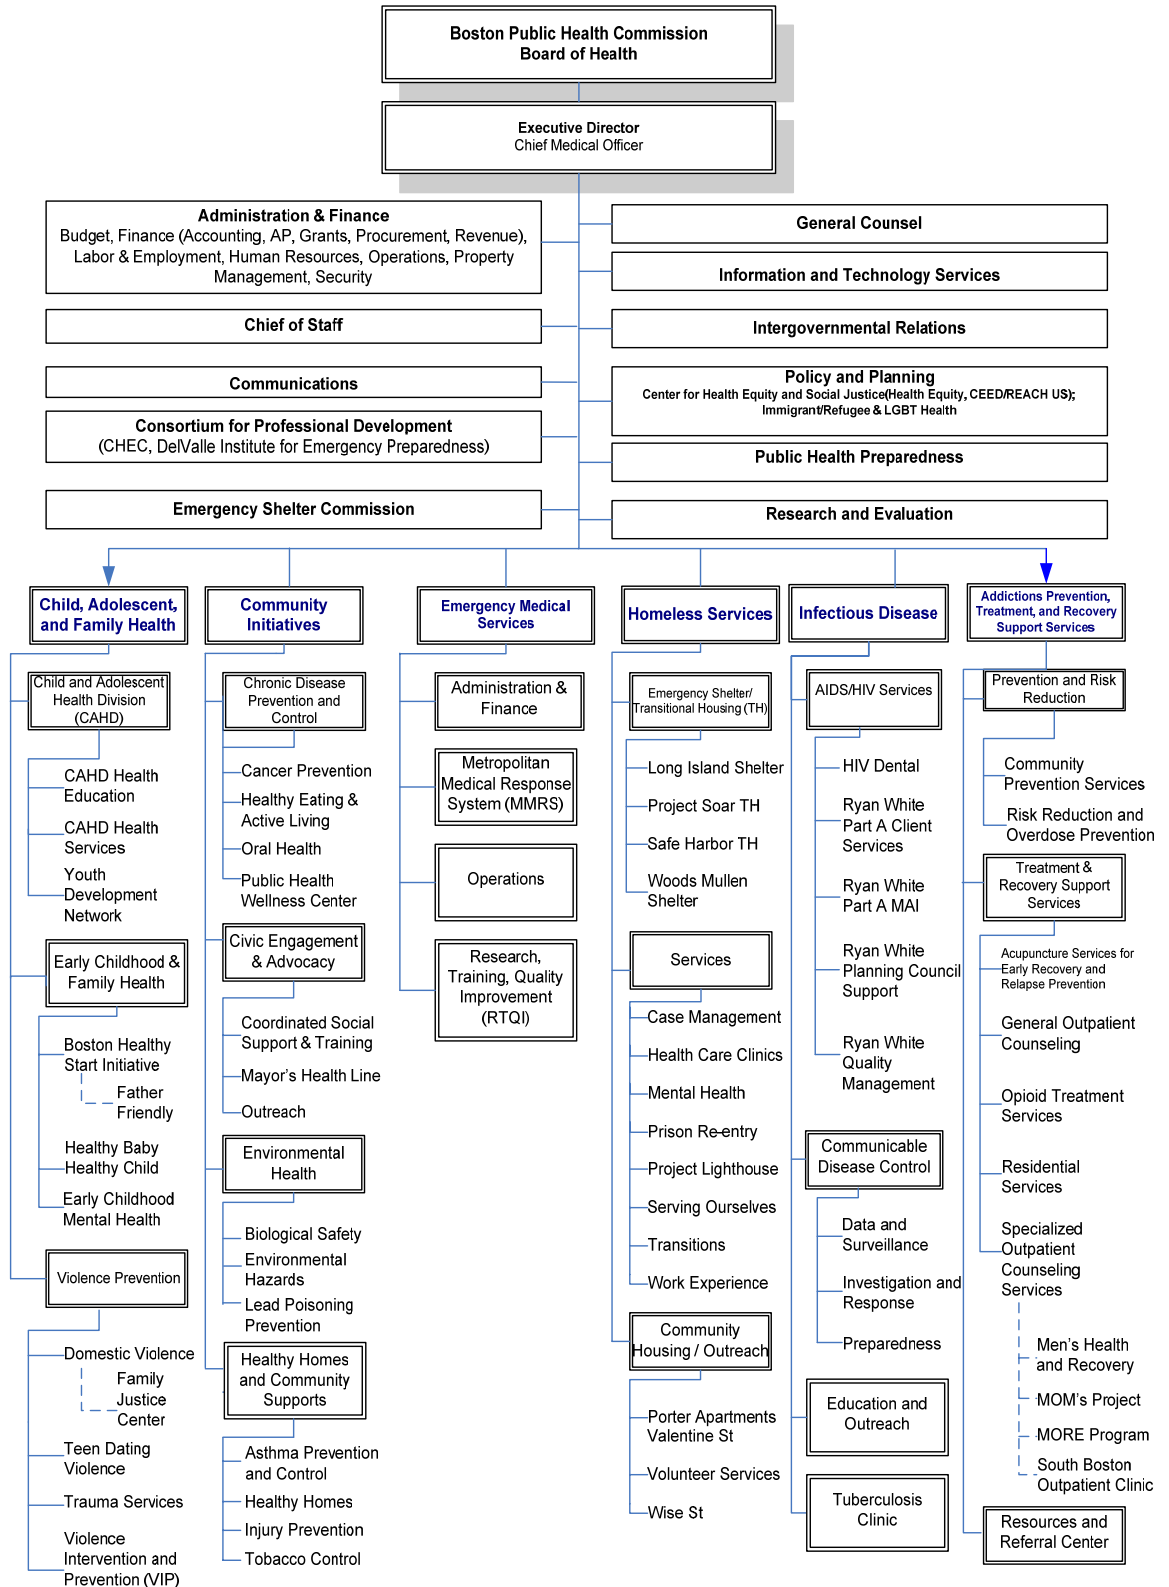 Boston Public Health Commission
Board of Health
Executive Director
Chief Medical Officer
Administration & Finance
Budget, Finance (Accounting, AP, Grants, Procurement, Revenue),
Labor & Employment, Human Resources, Operations, Property
Management, Security
Chief of Staff
Communications
Consortium for Professional Development
(CHEC, DelValle Institute for Emergency Preparedness)
Emergency Shelter Commission
General Counsel
Information and Technology Services
Intergovernmental Relations
Policy and Planning
Center for Health Equity and Social Justice(Health Equity, CEED/REACH US);
Immigrant/Refugee & LGBT Health
Public Health Preparedness
Research and Evaluation
Child, Adolescent,
and Family Health
Child and Adolescent
Health Division
(CAHD)
CAHD Health
Education
CAHD Health
Services
Youth
Development
Network
Early Childhood &
Family Health
Boston Healthy
Start Initiative
Father
Friendly
Healthy Baby
Healthy Child
Early Childhood
Mental Health
Violence Prevention
Domestic Violence
Family
Justice
Center
Teen Dating
Violence
Trauma Services
Violence
Intervention and
Prevention (VIP)
Community
Initiatives
Chronic Disease
Prevention and
Control
Cancer Prevention
Healthy Eating &
Active Living
Oral Health
Public Health
Wellness Center
Civic Engagement
& Advocacy
Coordinated Social
Support & Training
Mayor's Health Line
Outreach
Environmental
Health
Biological Safety
Environmental
Hazards
Lead Poisoning
Prevention
Healthy Homes
and Community
Supports
Asthma Prevention
and Control
Healthy Homes
Injury Prevention
Tobacco Control
Emergency Medical
Services
Administration &
Finance
Metropolitan
Medical Response
System (MMRS)
Operations
Research,
Training, Quality
Improvement
(RTQI)
Homeless Services
Emergency Shelter/
Transitional Housing (TH)
Long Island Shelter
Project Soar TH
Safe Harbor TH
Woods Mullen
Shelter
Services
Case Management
Health Care Clinics
Mental Health
Prison Re-entry
Project Lighthouse
Serving Ourselves
Transitions
Work Experience
Community
Housing / Outreach
Porter Apartments
Valentine St
Volunteer Services
Wise St
Infectious Disease
AIDS/HIV Services
HIV Dental
Ryan White
Part A Client
Services
Ryan White
Part A MAI
Ryan White
Planning Council
Support
Ryan White
Quality
Management
Communicable
Disease Control
Data and
Surveillance
Investigation and
Response
Preparedness
Education and
Outreach
Tuberculosis
Clinic
Addictions Prevention,
Treatment, and Recovery
Support Services
Prevention and Risk
Reduction
Community
Prevention Services
Risk Reduction and
Overdose Prevention
Treatment &
Recovery Support
Services
Acupuncture Services for
Early Recovery and
Relapse Prevention
General Outpatient
Counseling
Opioid Treatment
Services
Residential
Services
Specialized
Outpatient
Counseling
Services
Men's Health
and Recovery
MOM's Project
MORE Program
South Boston
Outpatient Clinic
Resources and
Referral Center